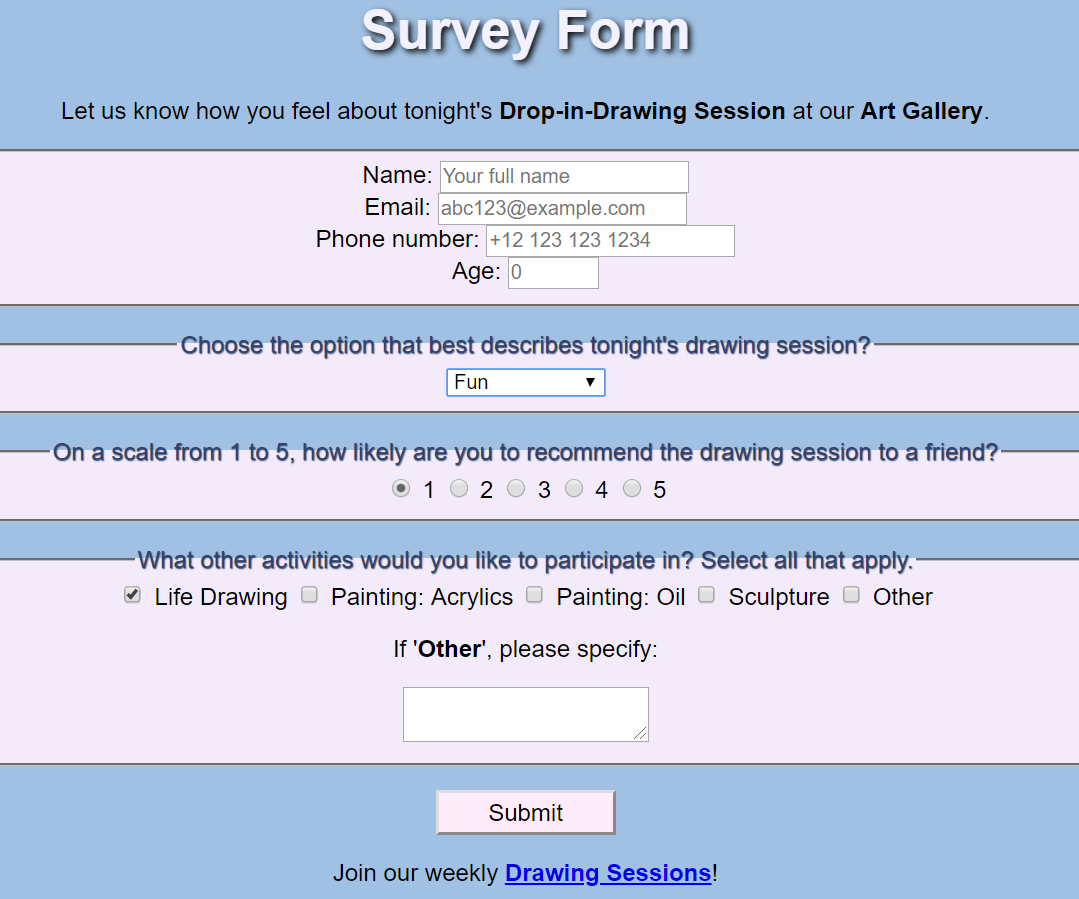 Survey Form
Let us know how you feel about tonight's Drop-in-Drawing Session at our Art Gallery.
Name: Your full name
Email: abc123@example.com
Phone number: +12 123 123 1234
Age: 0
Choose the option that best describes tonight's drawing session?
Fun
On a scale from 1 to 5, how likely are you to recommend the drawing session to a friend?
1 2 3 4 5
What other activities would you like to participate in? Select all that apply.
Life Drawing Painting: Acrylics Painting: Oil Sculpture Other
If 'Other', please specify:
Submit
Join our weekly Drawing Sessions!